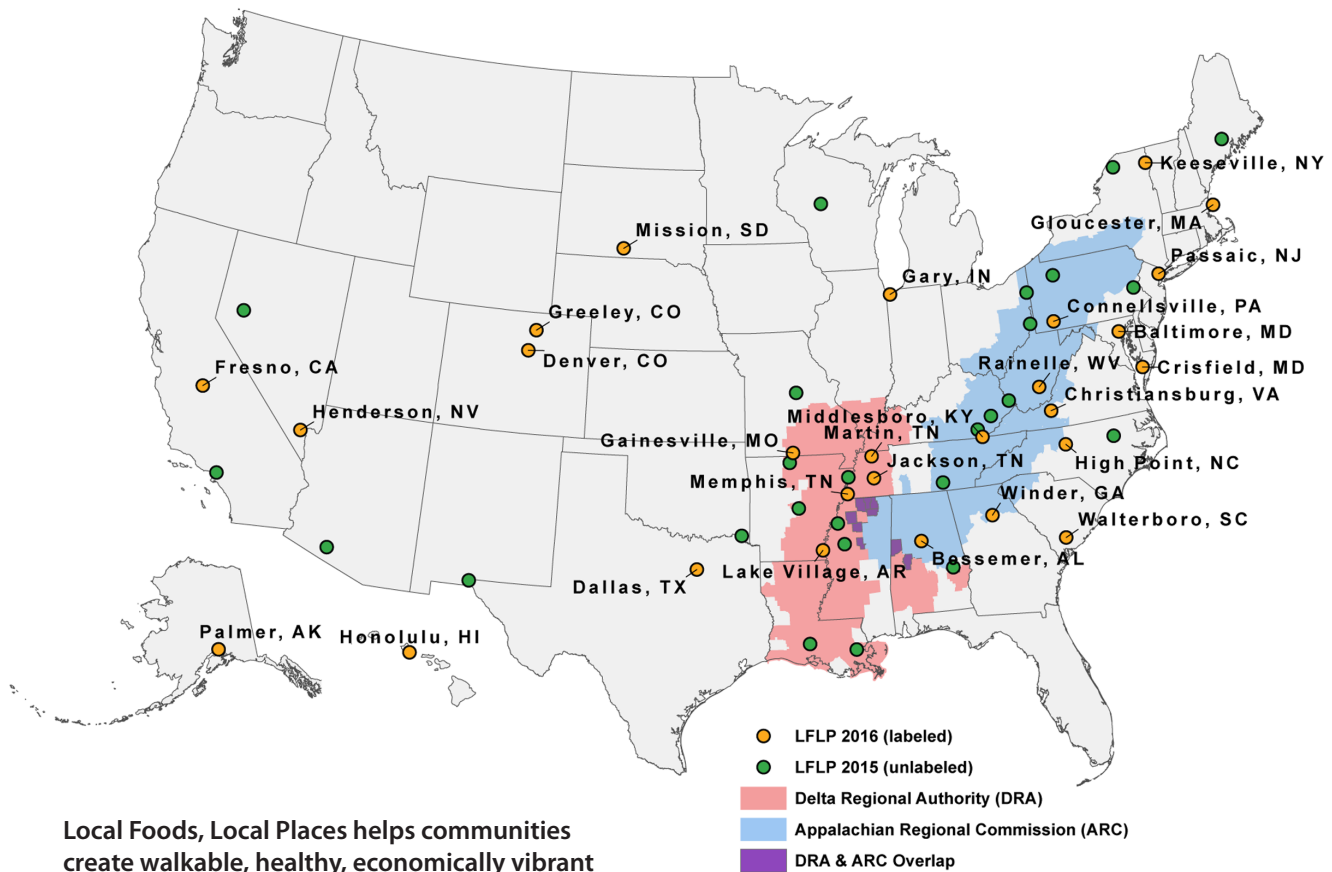 Keeseville, NY
Gloucester, MA
Mission, SD
Passaic, NJ
Gary, IN
Greeley, CO
Connellsville, PA
Baltimore, MD
Denver, CO
Rainelle, WV
Fresno, CA
Crisfield, MD
Christiansburg, VA
Henderson, NV
Middlesboro, KY
Martin, TN
Gainesville, MO
Jackson, TN
High Point, NC
Memphis, TN
Winder, GA
Walterboro, SC
Bessemer, AL
Lake Village, AR
Dallas, TX
Palmer, AK
Honolulu, HI
LFLP 2016 (labeled)
LFLP 2015 (unlabeled)
Delta Regional Authority (DRA)
Appalachian Regional Commission (ARC)
DRA & ARC Overlap
Local Foods, Local Places helps communities
create walkable, healthy, economically vibrant